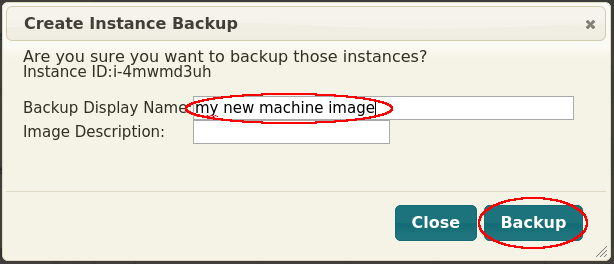 Create Instance Backup
Are you sure you want to backup those instances?
Instance ID:i-4mwmd3uh
Backup Display Name my new machine image
Image Description:
Close Backup